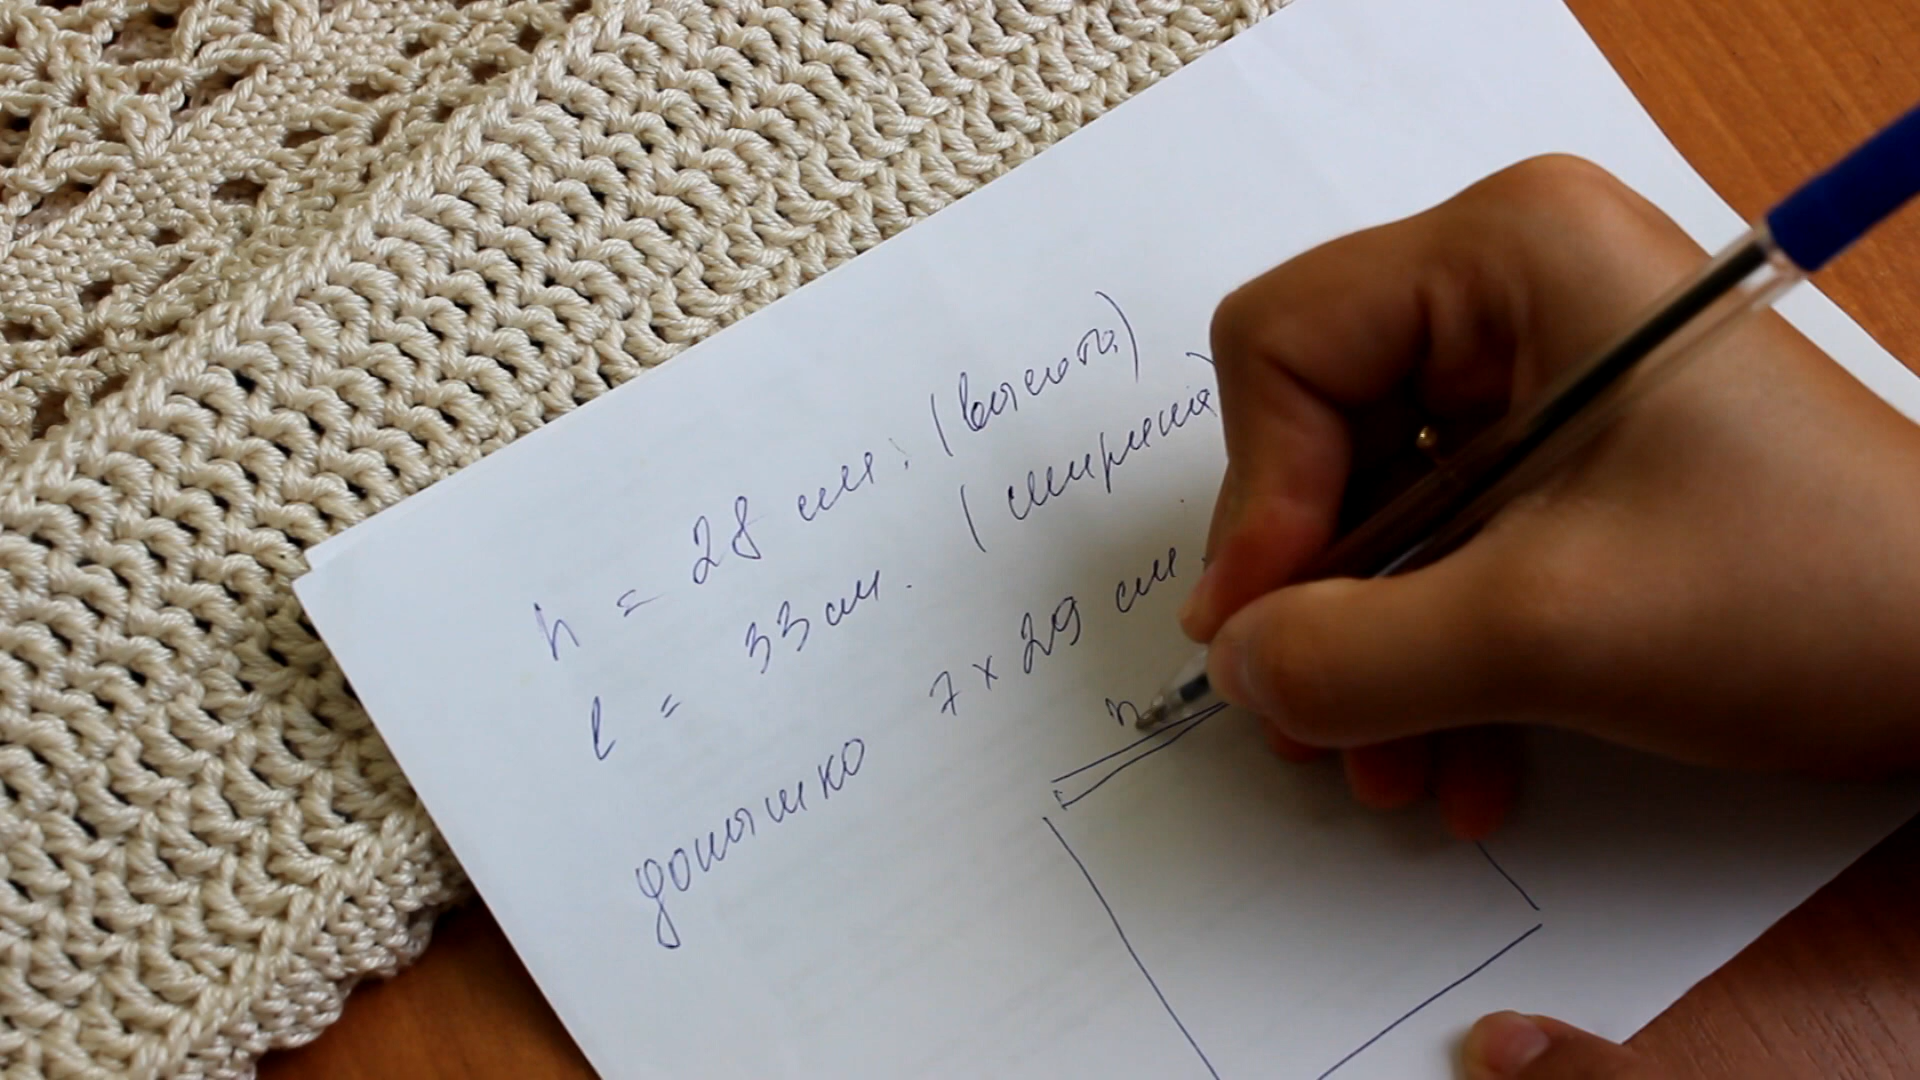 h = 28 см. (высота)
l = 33 см. (ширина)
донышко 7 х 29 см.